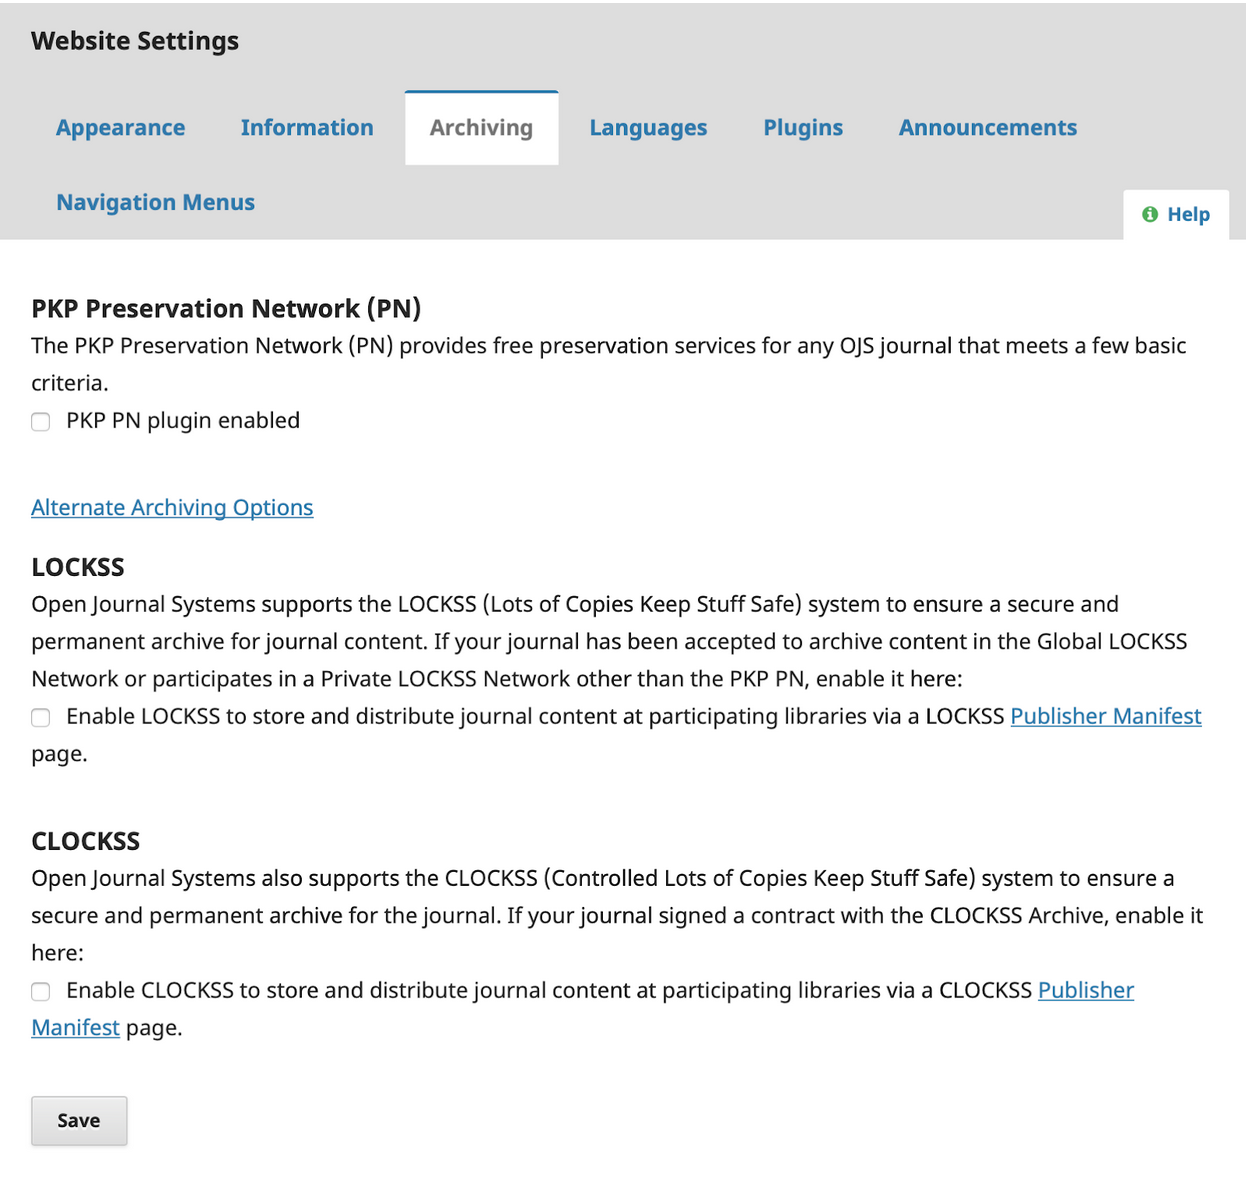 Website Settings
Appearance Information Archiving Languages Plugins Announcements
Navigation Menus
Help
PKP Preservation Network (PN)
The PKP Preservation Network (PN) provides free preservation services for any OJS journal that meets a few basic
criteria.
PKP PN plugin enabled
Alternate Archiving Options
LOCKSS
Open Journal Systems supports the LOCKSS (Lots of Copies Keep Stuff Safe) system to ensure a secure and
permanent archive for journal content. If your journal has been accepted to archive content in the Global LOCKSS
Network or participates in a Private LOCKSS Network other than the PKP PN, enable it here:
Enable LOCKSS to store and distribute journal content at participating libraries via a LOCKSS Publisher Manifest
page.
CLOCKSS
Open Journal Systems also supports the CLOCKSS (Controlled Lots of Copies Keep Stuff Safe) system to ensure a
secure and permanent archive for the journal. If your journal signed a contract with the CLOCKSS Archive, enable it
here:
Enable CLOCKSS to store and distribute journal content at participating libraries via a CLOCKSS Publisher
Manifest page.
Save